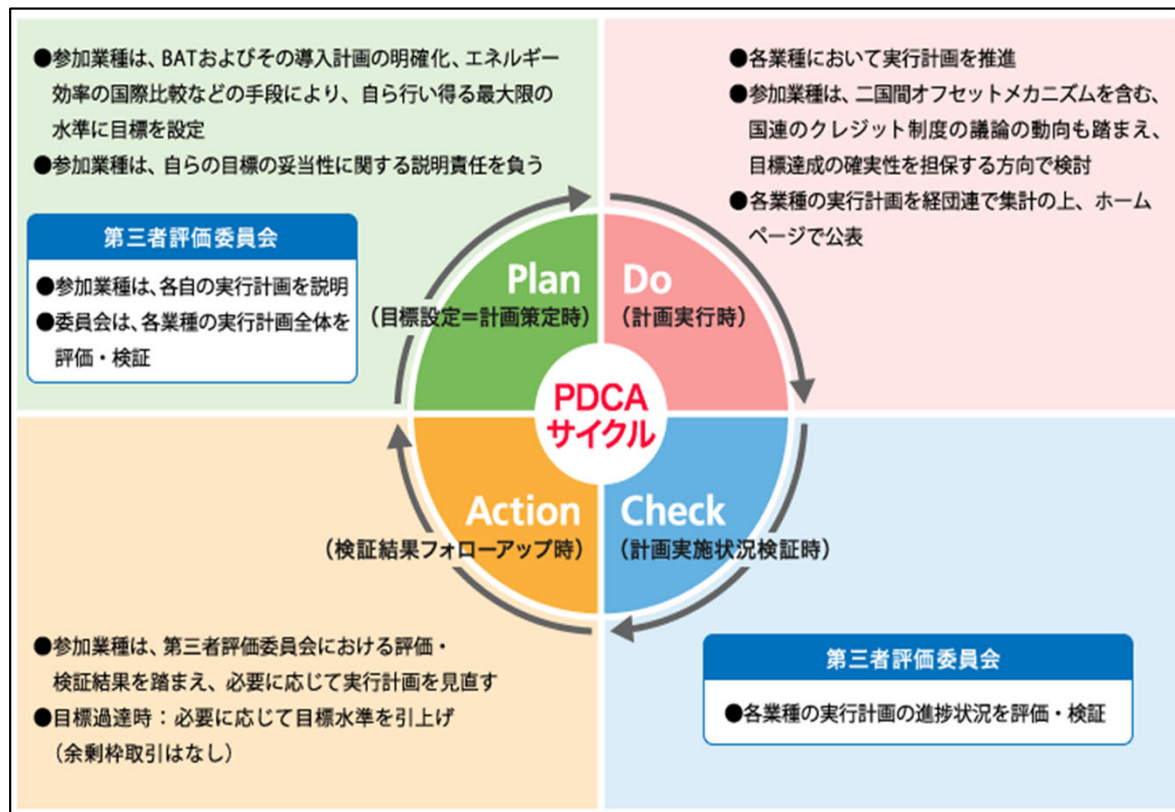 ●参加業種は、BATおよびその導入計画の明確化、エネルギー
効率の国際比較などの手段により、自ら行い得る最大限の
水準に目標を設定
●参加業種は、自らの目標の妥当性に関する説明責任を負う
第三者評価委員会
●参加業種は、各自の実行計画を説明
●委員会は、各業種の実行計画全体を
評価・検証
●各業種において実行計画を推進
●参加業種は、二国間オフセットメカニズムを含む、
国連のクレジット制度の議論の動向も踏まえ、
目標達成の確実性を担保する方向で検討
●各業種の実行計画を経団連で集計の上、ホーム
ページで公表
Plan
(目標設定=計画策定時)
Do
(計画実行時)
PDCA
サイクル
Action
(検証結果フォローアップ時)
Check
(計画実施状況検証時)
●参加業種は、第三者評価委員会における評価・
検証結果を踏まえ、必要に応じて実行計画を見直す
●目標過達時:必要に応じて目標水準を引上げ
(余剰枠取引はなし)
第三者評価委員会
●各業種の実行計画の進捗状況を評価・検証